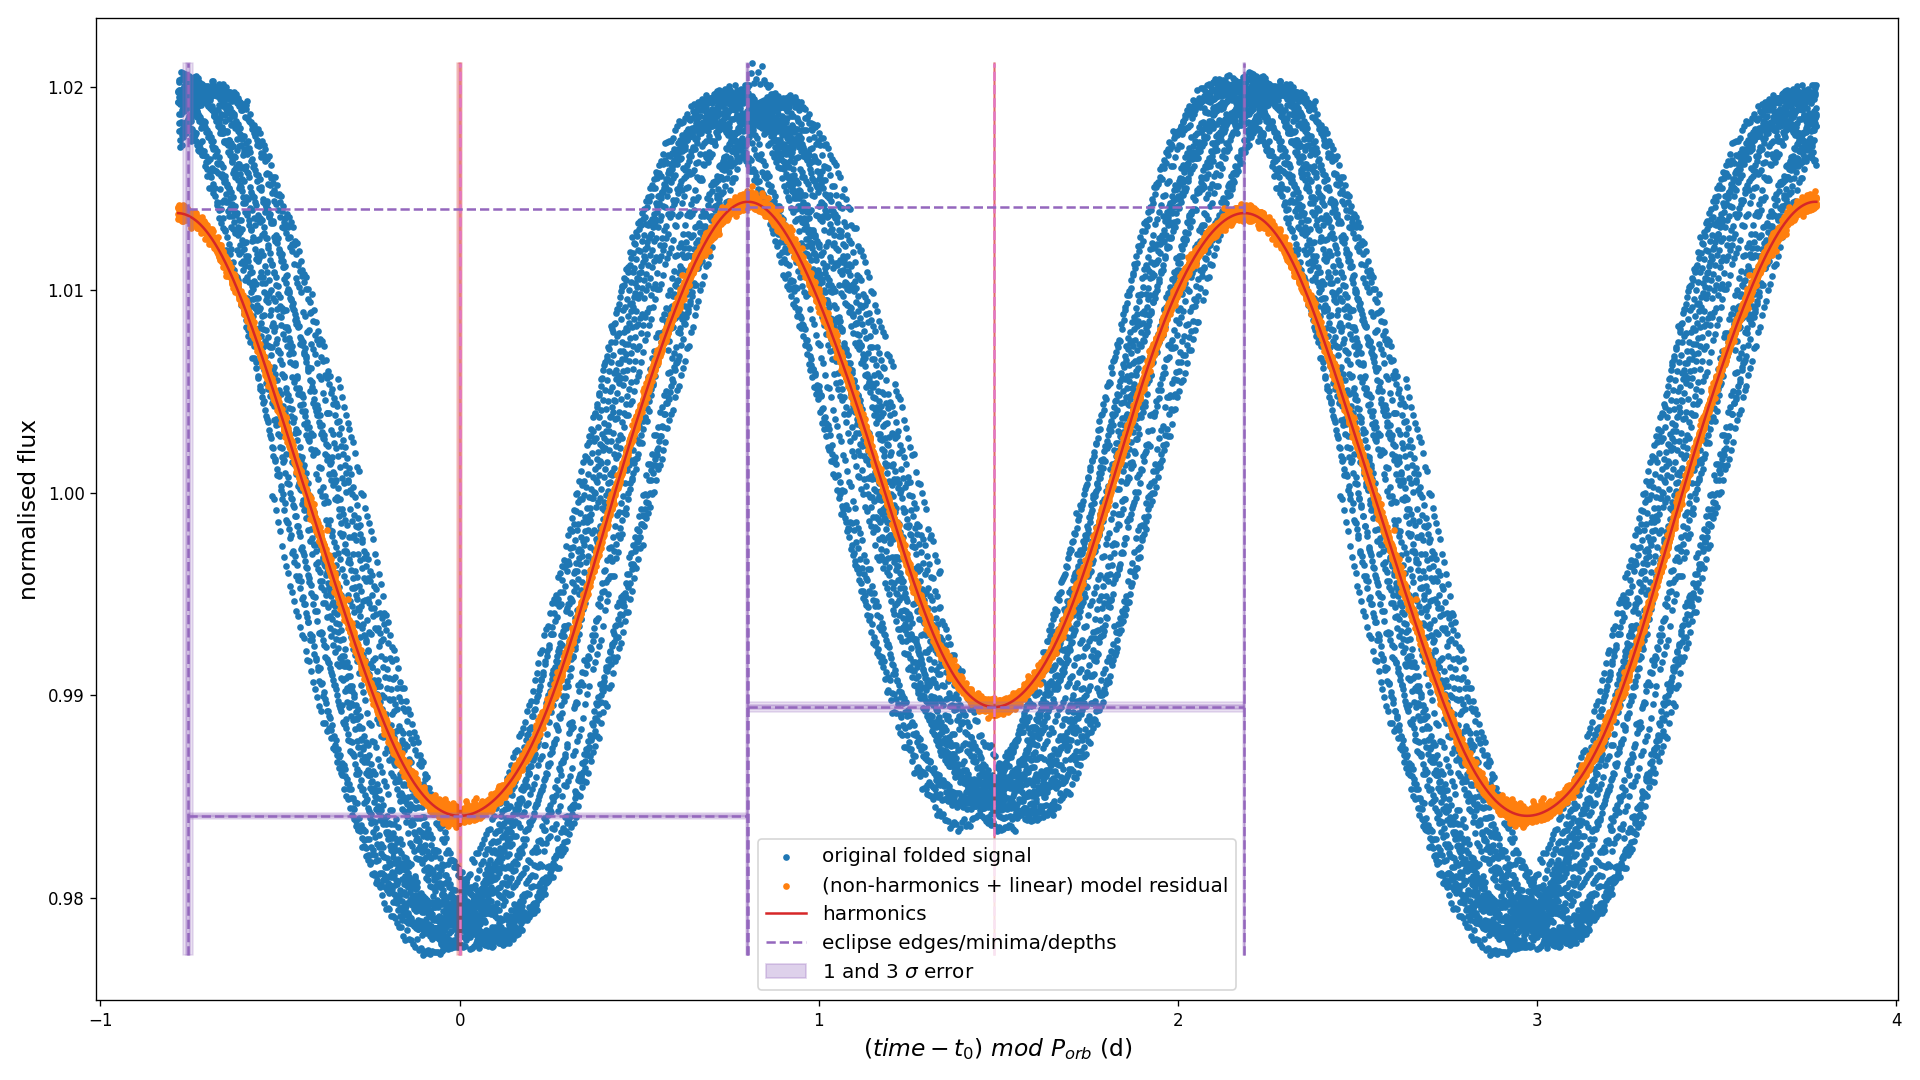 1.02
1.01
1.00
0.99
0.98
normalised flux
original folded signal
(non-harmonics + linear) model residual
harmonics
eclipse edges/minima/depths
1 and 3 σ error
−1 0 1 2 3 4
(time − t₀) mod Pₒᵣb (d)